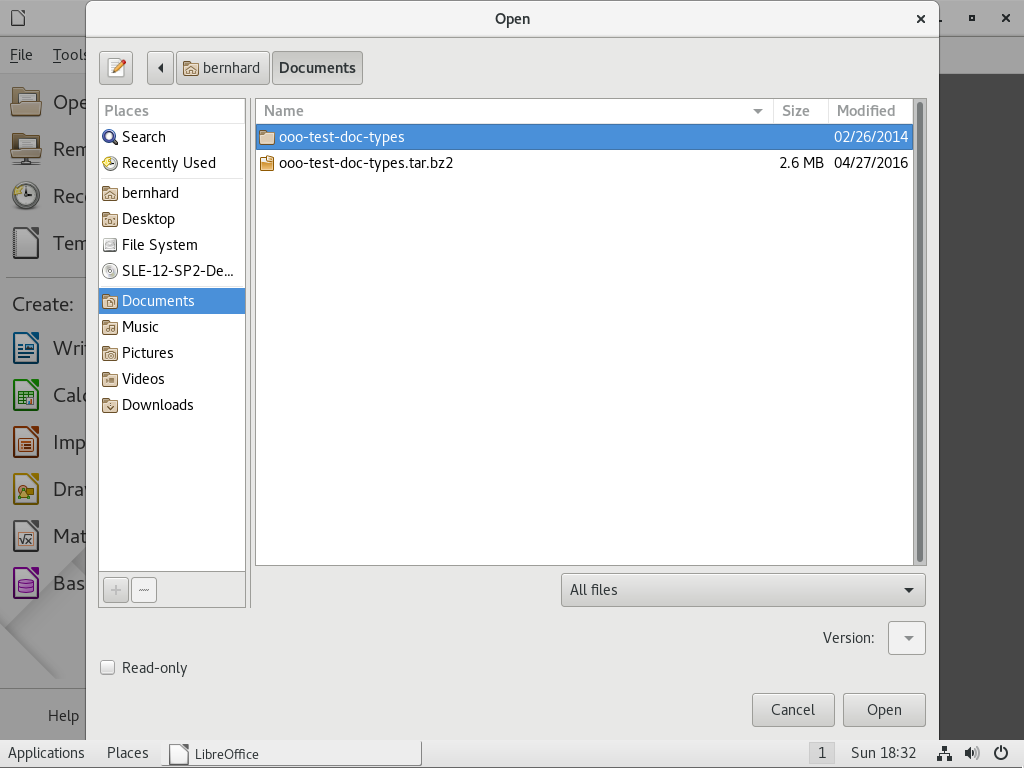 Open
File Tools
bernhard Documents
Places
Search
Recently Used
bernhard
Desktop
File System
SLE-12-SP2-De...
Documents
Music
Pictures
Videos
Downloads
Name Size Modified
ooo-test-doc-types 02/26/2014
ooo-test-doc-types.tar.bz2 2.6 MB 04/27/2016
All files
Version:
Read-only
Cancel Open
Ope
Rem
Rec
Tem
Create:
Wri
Calc
Imp
Dra
Mat
Bas
Help
Applications Places LibreOffice 1 Sun 18:32